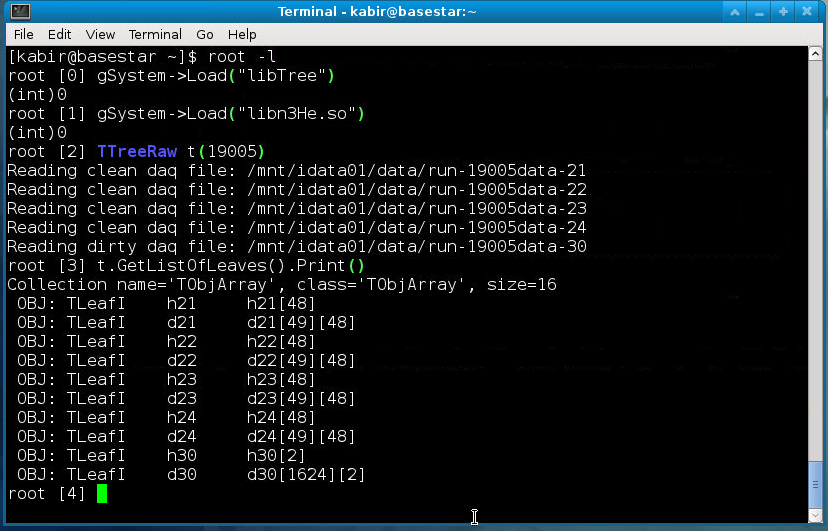 Terminal - kabir@basestar:~
File Edit View Terminal Go Help
[kabir@basestar ~]$ root -l
root [0] gSystem->Load("libTree")
(int)0
root [1] gSystem->Load("libn3He.so")
(int)0
root [2] TTreeRaw t(19005)
Reading clean daq file: /mnt/idata01/data/run-19005data-21
Reading clean daq file: /mnt/idata01/data/run-19005data-22
Reading clean daq file: /mnt/idata01/data/run-19005data-23
Reading clean daq file: /mnt/idata01/data/run-19005data-24
Reading dirty daq file: /mnt/idata01/data/run-19005data-30
root [3] t.GetListOfLeaves().Print()
Collection name='TObjArray', class='TObjArray', size=16
OBJ: TLeafI h21 h21[48]
OBJ: TLeafI d21 d21[49][48]
OBJ: TLeafI h22 h22[48]
OBJ: TLeafI d22 d22[49][48]
OBJ: TLeafI h23 h23[48]
OBJ: TLeafI d23 d23[49][48]
OBJ: TLeafI h24 h24[48]
OBJ: TLeafI d24 d24[49][48]
OBJ: TLeafI h30 h30[2]
OBJ: TLeafI d30 d30[1624][2]
root [4]